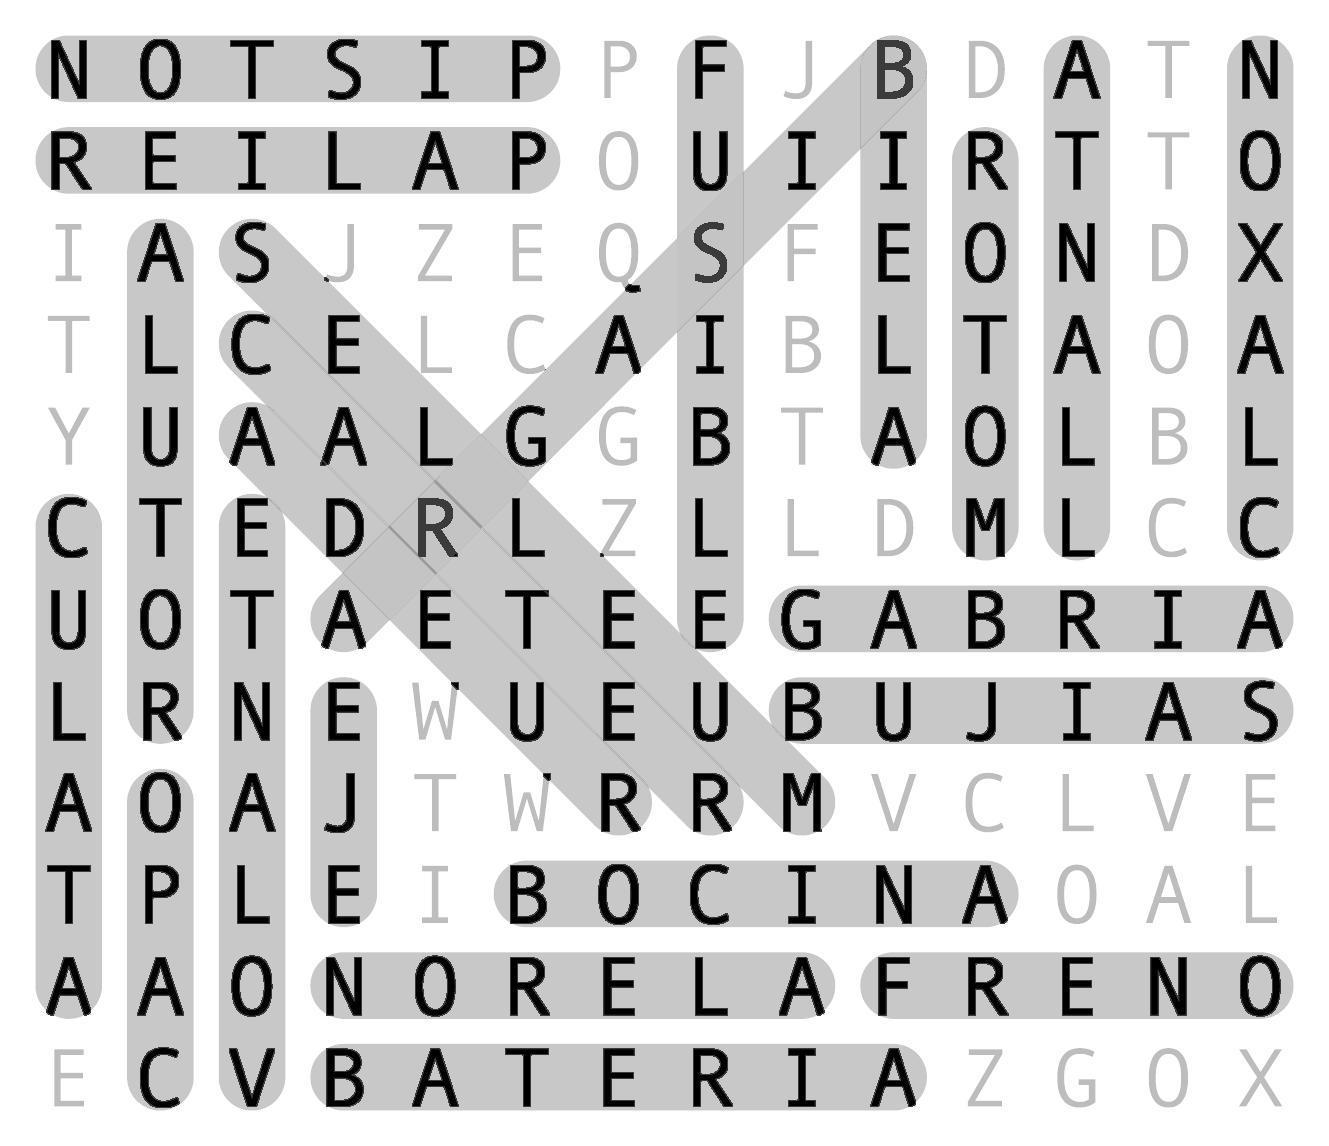 N O T S I P P F J B D A T N
R E I L A P O U I I R T T O
I A S J Z E Q S F E O N D X
T L C E L C A I B L T A O A
Y U A A L G G B T A O L B L
C T E D R L Z L L D M L C C
U O T A E T E E G A B R I A
L R N E W U E U B U J I A S
A O A J T W R R M V C L V E
T P L E I B O C I N A O A L
A A O N O R E L A F R E N O
E C V B A T E R I A Z G O X